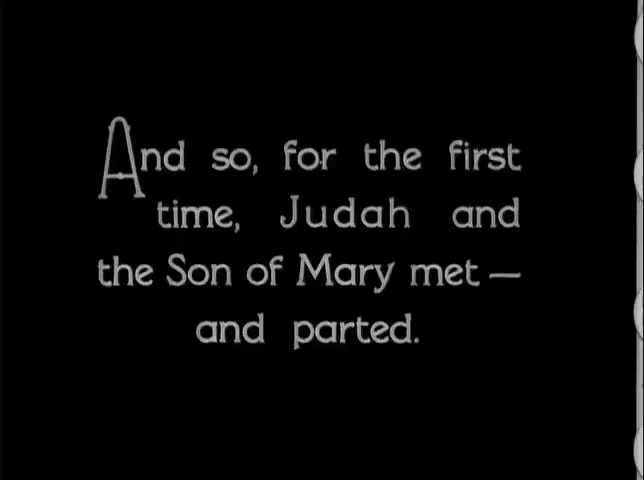 And so, for the first
time, Judah and
the Son of Mary met —
and parted.